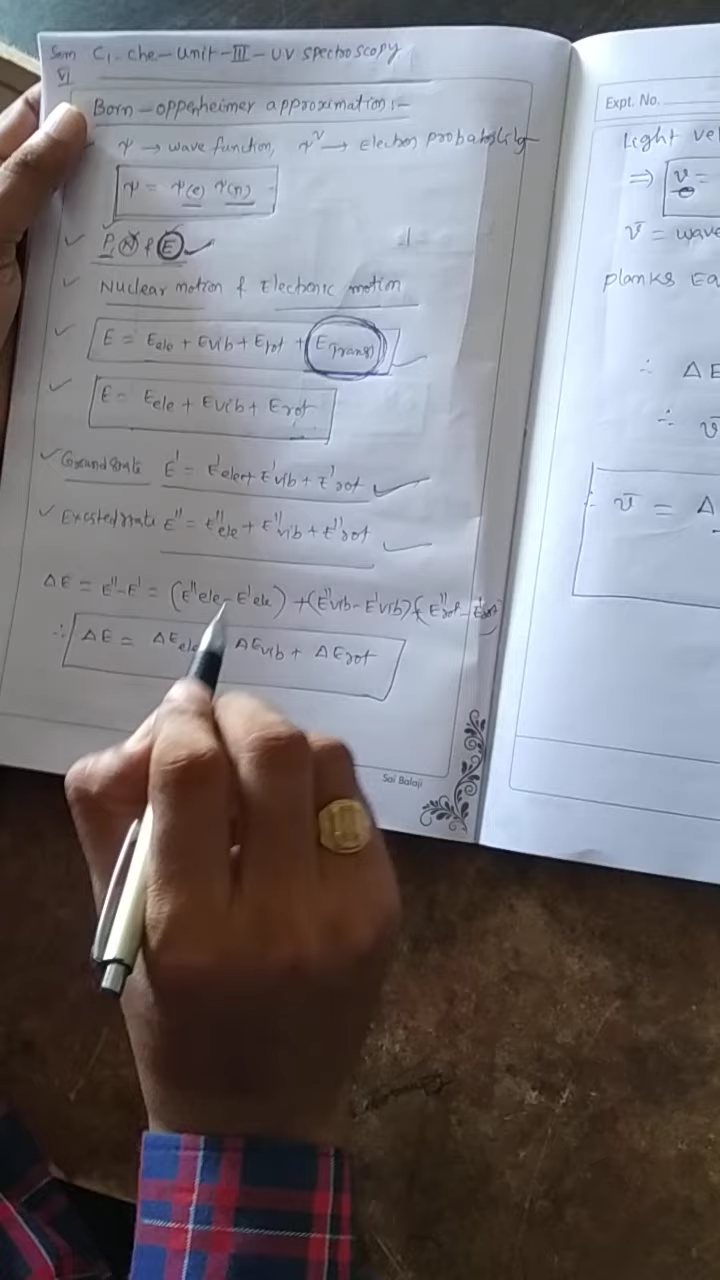 Sem C1. che-Unit-III-UV spectroscopy
VI
Born-oppenheimer approximation:-
ψ → wave function, ψ² → Electron probability
ψ = ψ(e) ψ(n)
P, N & E
Nuclear motion & Electronic motion
E = Eele + Evib + Erot + ETrans
E = Eele + Evib + Erot
Ground state E' = E'ele + E'vib + E'rot
Excited state E" = E"ele + E"vib + E"rot
ΔE = E"-E' = (E"ele - E'ele) + (E"vib - E'vib) + (E"rot - E'rot)
∴ ΔE = ΔEele ΔEvib + ΔErot
Sai Balaji
Expt. No.
Light vel
⇒ ν̄ =
ν̄ = wave
planks Eq
∴ ΔE
∴ ν̄
∴ ν̄ = Δ